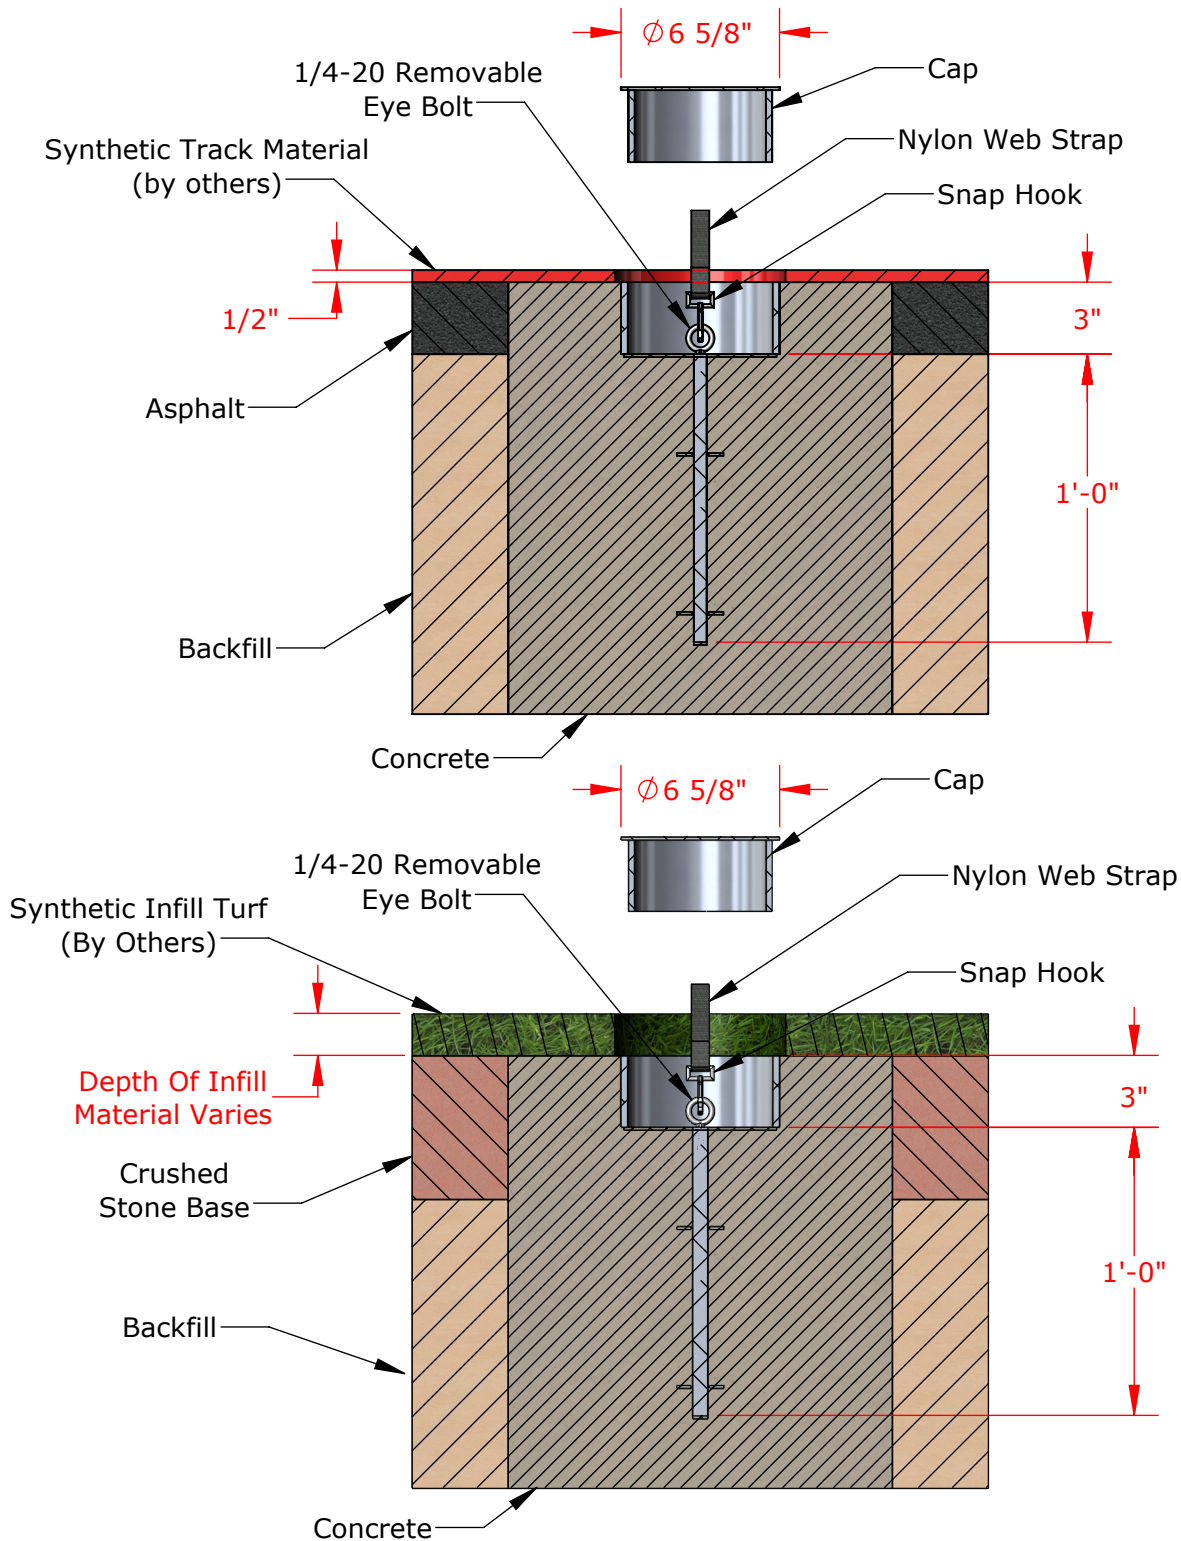 Ø6 5/8"
1/4-20 Removable
Eye Bolt
Cap
Synthetic Track Material
(by others)
Nylon Web Strap
Snap Hook
1/2"
3"
Asphalt
1'-0"
Backfill
Concrete
Ø6 5/8"
Cap
1/4-20 Removable
Eye Bolt
Nylon Web Strap
Synthetic Infill Turf
(By Others)
Snap Hook
Depth Of Infill
Material Varies
3"
Crushed
Stone Base
1'-0"
Backfill
Concrete